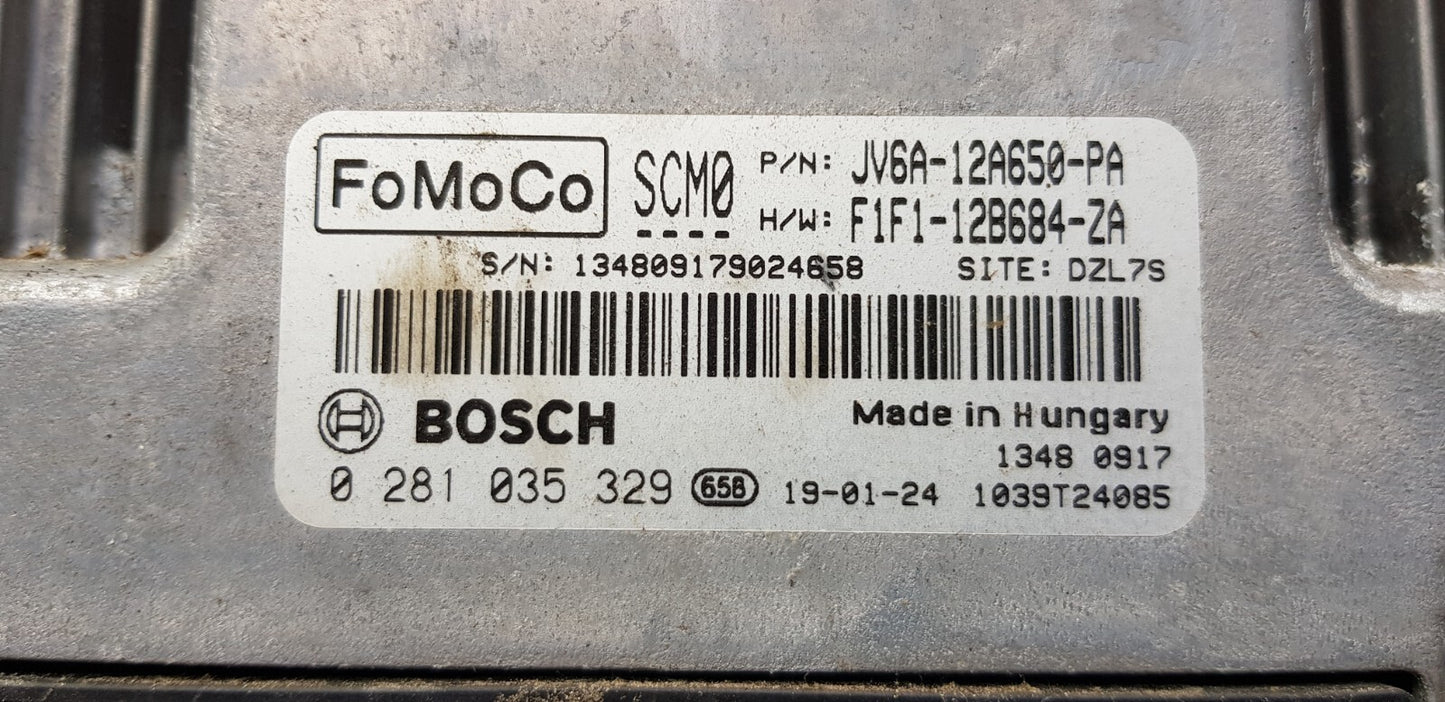 FoMoCo SCM0 P/N: JV6A-12A650-PA
H/W: F1F1-12B684-ZA
S/N: 134809179024658 SITE: DZL7S
BOSCH Made in Hungary
1348 0917
0 281 035 329 658 19-01-24 1039T24085